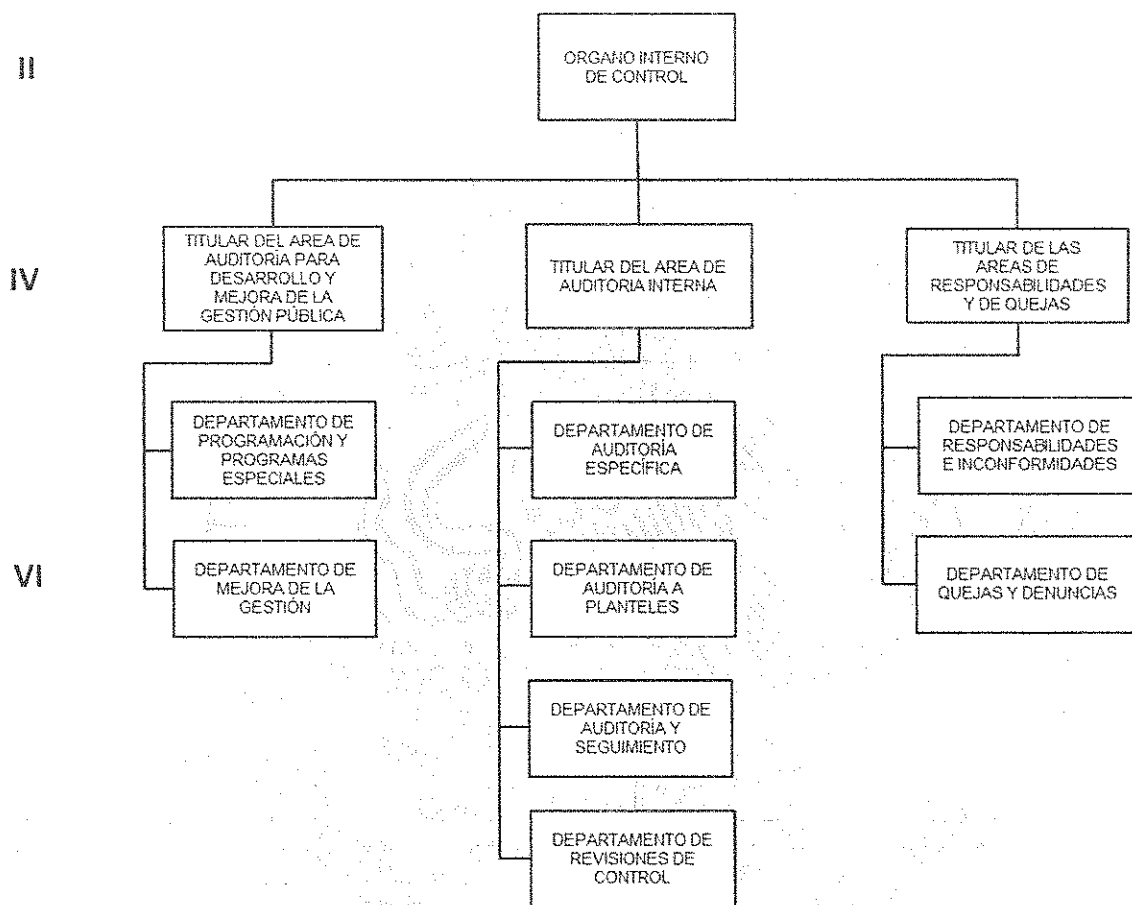 II
ORGANO INTERNO
DE CONTROL
IV
TITULAR DEL AREA DE
AUDITORÍA PARA
DESARROLLO Y
MEJORA DE LA
GESTIÓN PÚBLICA
TITULAR DEL AREA DE
AUDITORIA INTERNA
TITULAR DE LAS
AREAS DE
RESPONSABILIDADES
Y DE QUEJAS
VI
DEPARTAMENTO DE
PROGRAMACIÓN Y
PROGRAMAS
ESPECIALES
DEPARTAMENTO DE
MEJORA DE LA
GESTIÓN
DEPARTAMENTO DE
AUDITORÍA
ESPECÍFICA
DEPARTAMENTO DE
AUDITORÍA A
PLANTELES
DEPARTAMENTO DE
AUDITORÍA Y
SEGUIMIENTO
DEPARTAMENTO DE
REVISIONES DE
CONTROL
DEPARTAMENTO DE
RESPONSABILIDADES
E INCONFORMIDADES
DEPARTAMENTO DE
QUEJAS Y DENUNCIAS